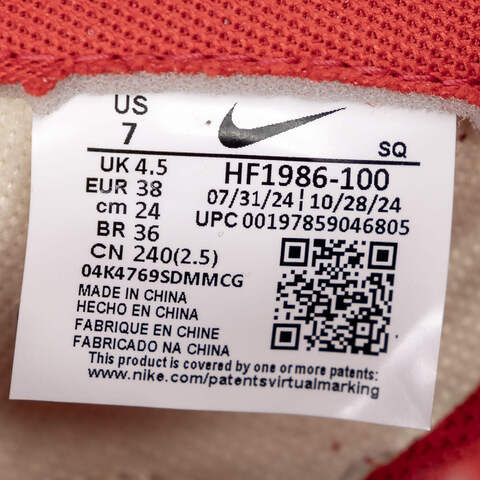 US
7
SQ
UK 4.5
EUR 38
cm 24
BR 36
CN 240(2.5)
HF1986-100
07/31/24 | 10/28/24
UPC 00197859046805
04K4769SDMMCG
MADE IN CHINA
HECHO EN CHINA
FABRIQUE EN CHINE
FABRICADO NA CHINA
This product is covered by one or more patents:
www.nike.com/patentsvirtualmarking